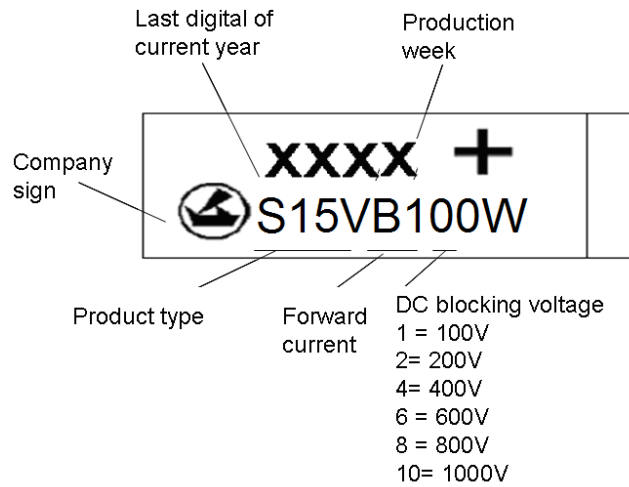 Last digital of
current year
Production
week
xxxx +
Company
sign
S15VB100W
Product type
Forward
current
DC blocking voltage
1 = 100V
2= 200V
4= 400V
6 = 600V
8 = 800V
10= 1000V